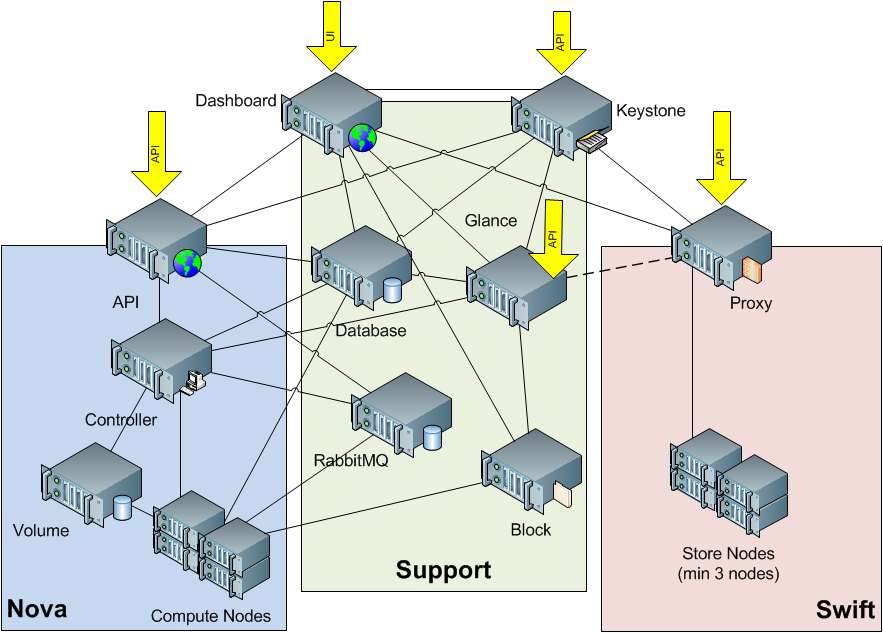 UI
API
Dashboard
Keystone
API
API
Glance
API
API
Database
Proxy
Controller
RabbitMQ
Volume
Block
Store Nodes
(min 3 nodes)
Support
Nova
Compute Nodes
Swift